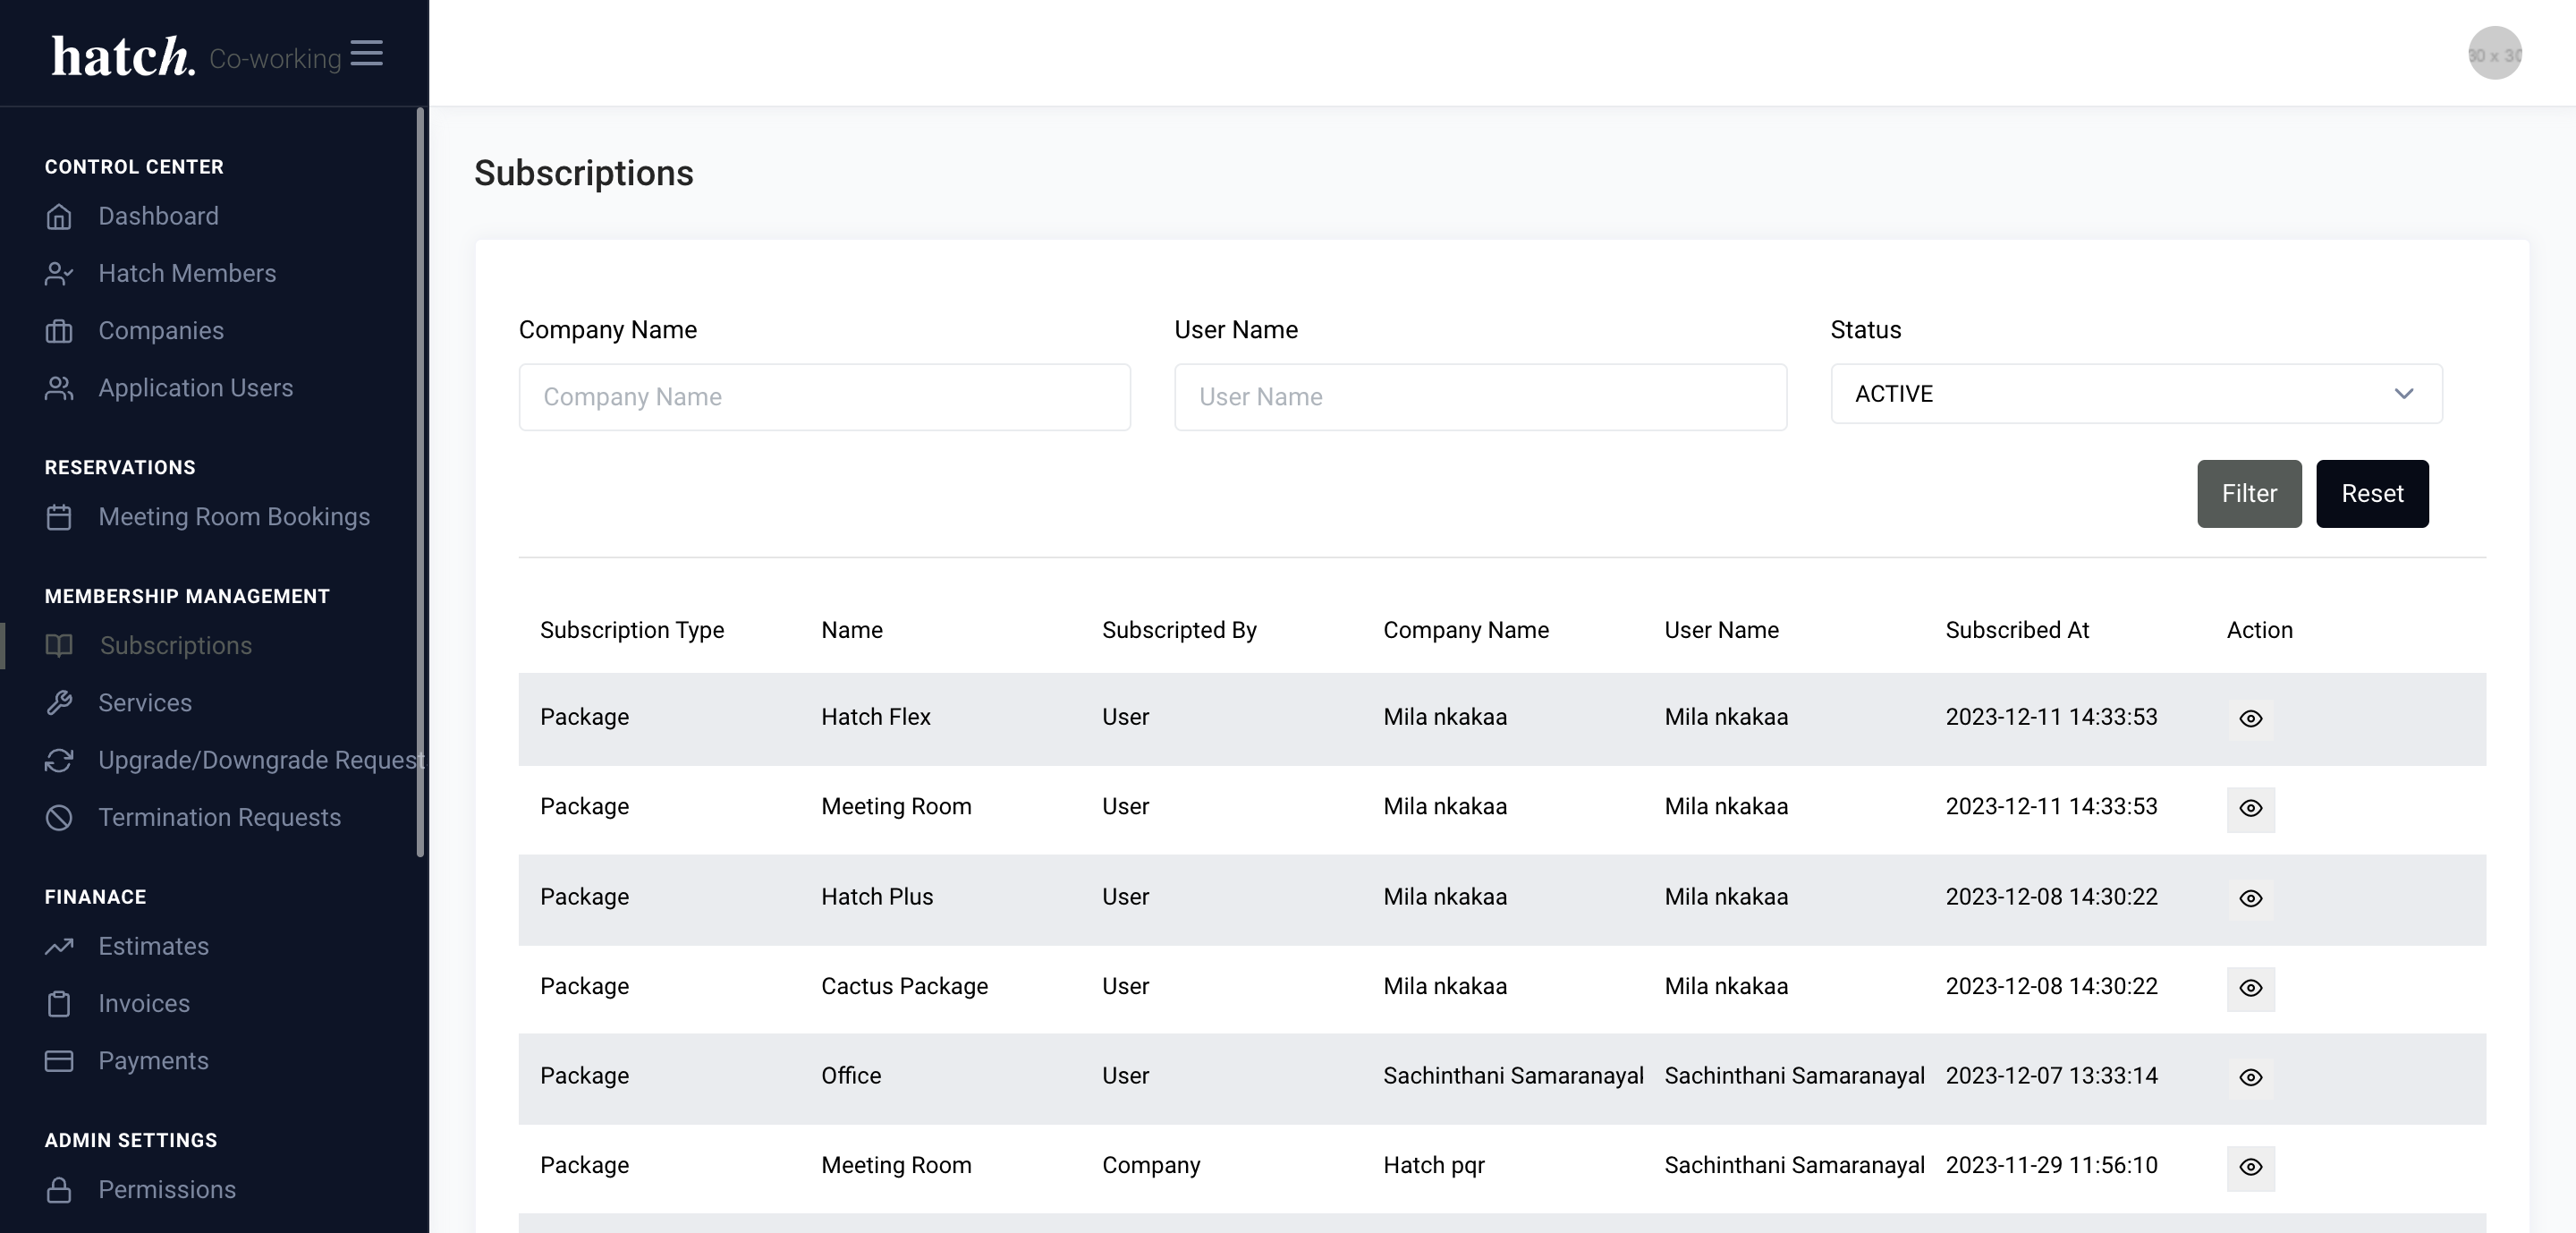 hatch. Co-working
30 x 30
CONTROL CENTER
Dashboard
Hatch Members
Companies
Application Users
RESERVATIONS
Meeting Room Bookings
MEMBERSHIP MANAGEMENT
Subscriptions
Services
Upgrade/Downgrade Request
Termination Requests
FINANACE
Estimates
Invoices
Payments
ADMIN SETTINGS
Permissions
Subscriptions
Company Name User Name Status
Company Name User Name ACTIVE
Filter Reset
Subscription Type Name Subscripted By Company Name User Name Subscribed At Action
Package Hatch Flex User Mila nkakaa Mila nkakaa 2023-12-11 14:33:53
Package Meeting Room User Mila nkakaa Mila nkakaa 2023-12-11 14:33:53
Package Hatch Plus User Mila nkakaa Mila nkakaa 2023-12-08 14:30:22
Package Cactus Package User Mila nkakaa Mila nkakaa 2023-12-08 14:30:22
Package Office User Sachinthani Samaranayal Sachinthani Samaranayal 2023-12-07 13:33:14
Package Meeting Room Company Hatch pqr Sachinthani Samaranayal 2023-11-29 11:56:10